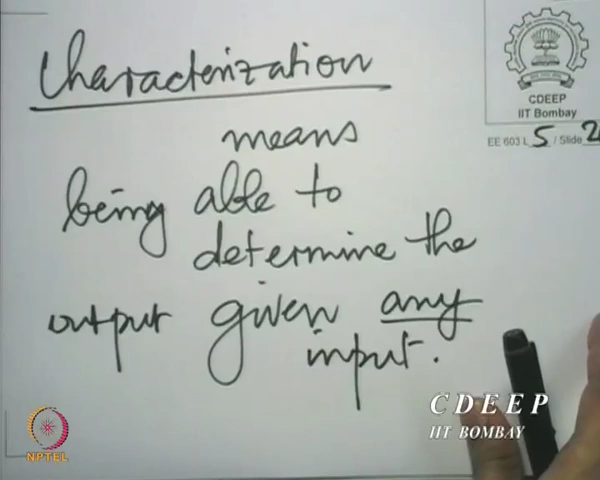 Characterization
means
being able to
determine the
output given any
input.
CDEEP
IIT Bombay
EE 603 L 5 / Slide 2
CDEEP
IIT BOMBAY
NPTEL